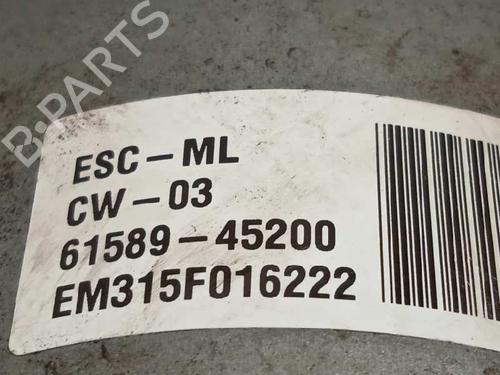 B-PARTS
ESC-ML
CW-03
61589-45200
EM315F016222